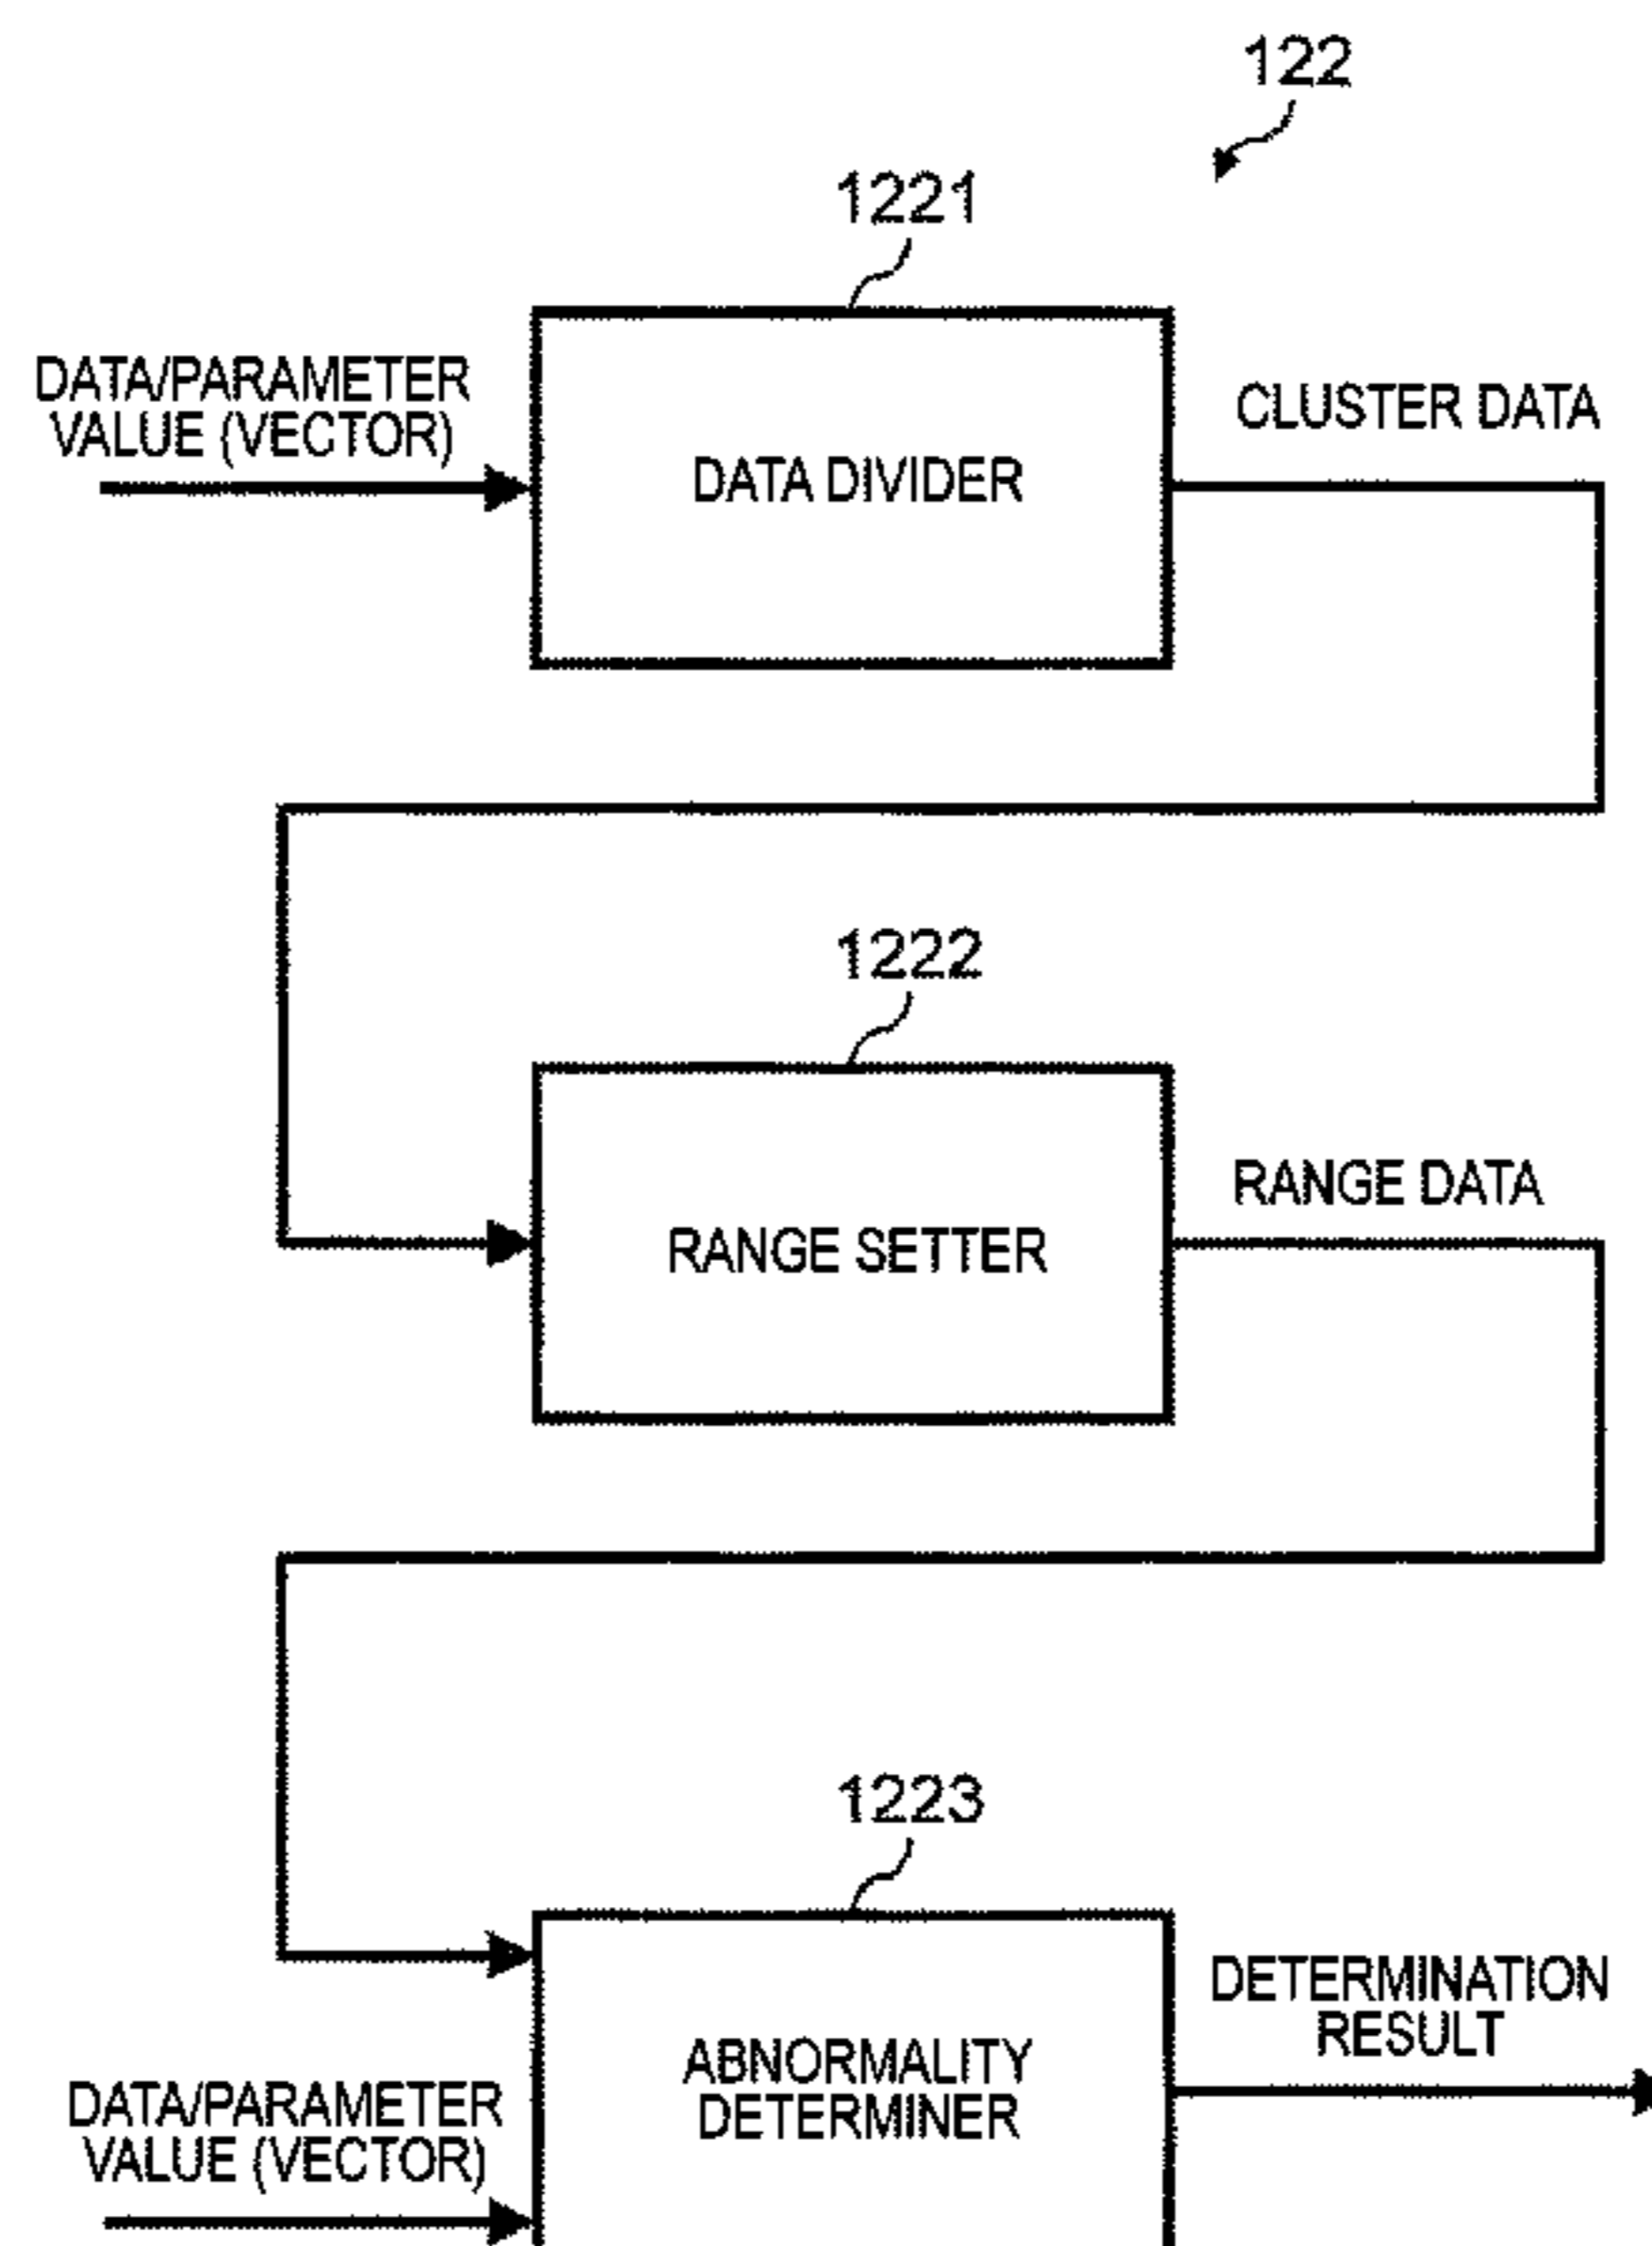 122
1221
DATA/PARAMETER
VALUE (VECTOR)
DATA DIVIDER
CLUSTER DATA
1222
RANGE SETTER
RANGE DATA
1223
ABNORMALITY
DETERMINER
DETERMINATION
RESULT
DATA/PARAMETER
VALUE (VECTOR)